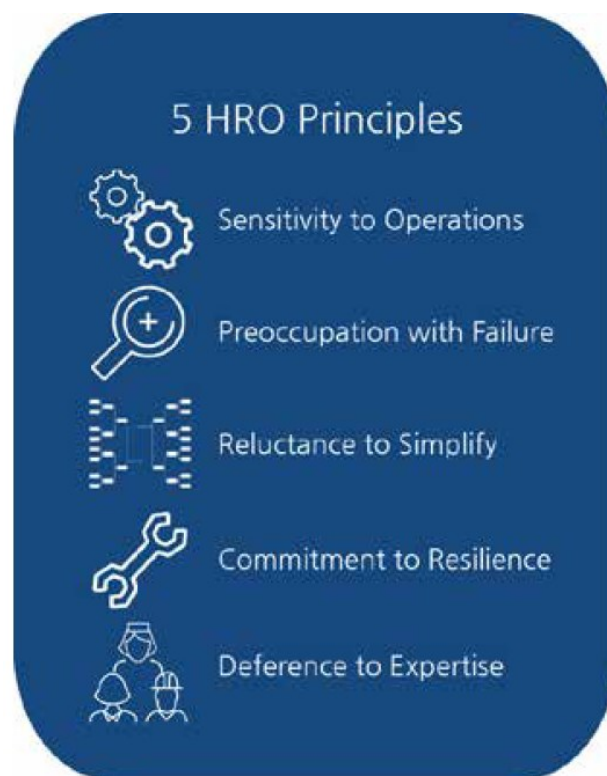 5 HRO Principles
Sensitivity to Operations
Preoccupation with Failure
Reluctance to Simplify
Commitment to Resilience
Deference to Expertise